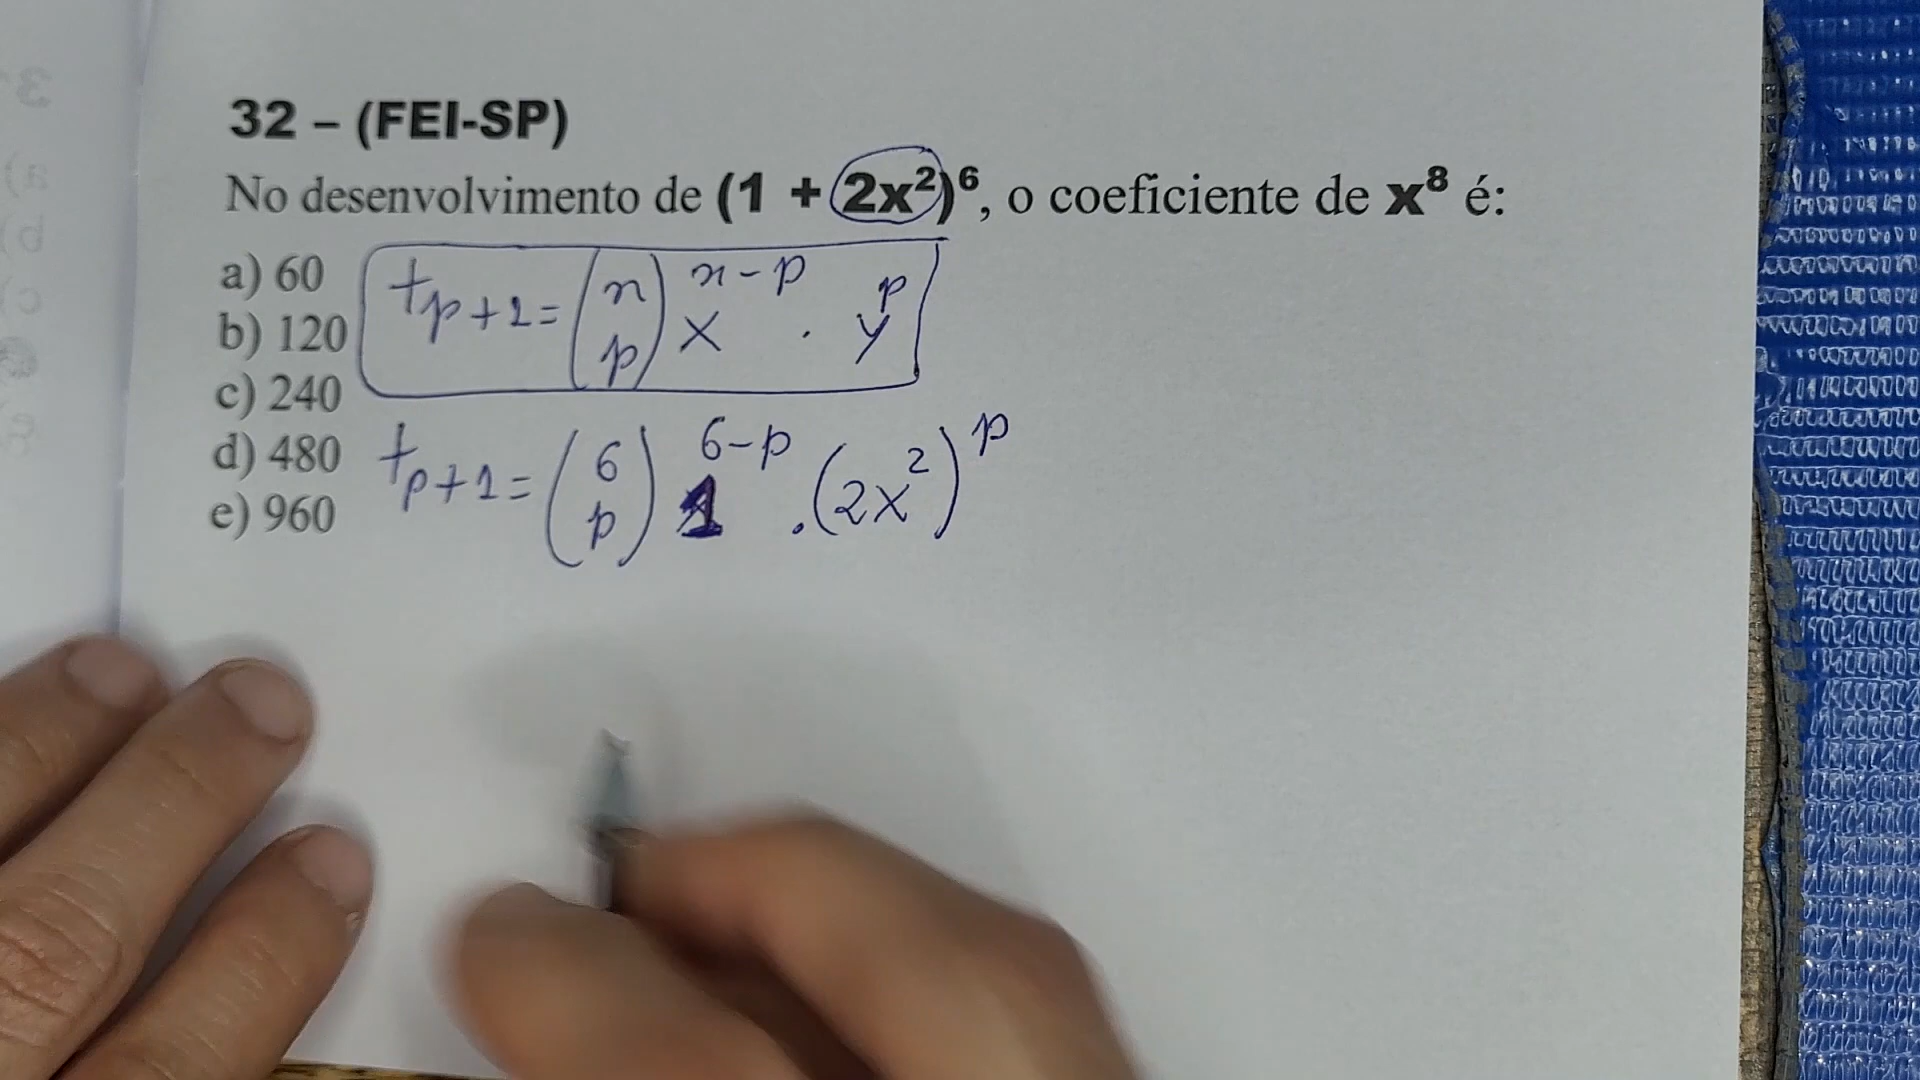 32 – (FEI-SP)
No desenvolvimento de (1 + 2x²)⁶, o coeficiente de x⁸ é:
a) 60
b) 120
c) 240
d) 480
e) 960
tp+1 = (n p) x^n-p . y^p
tp+1 = (6 p) 1^6-p . (2x²)^p